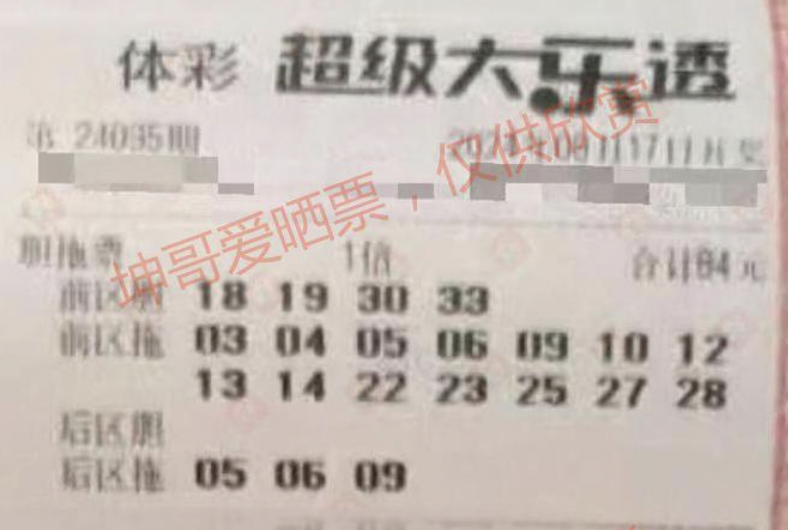 体彩 超级大乐透
第 24095期 2024年08月17日开奖
胆拖票 1倍 合计84元
前区胆 18 19 30 33
前区拖 03 04 05 06 09 10 12
13 14 22 23 25 27 28
后区胆
后区拖 05 06 09
坤哥爱晒票，仅供欣赏